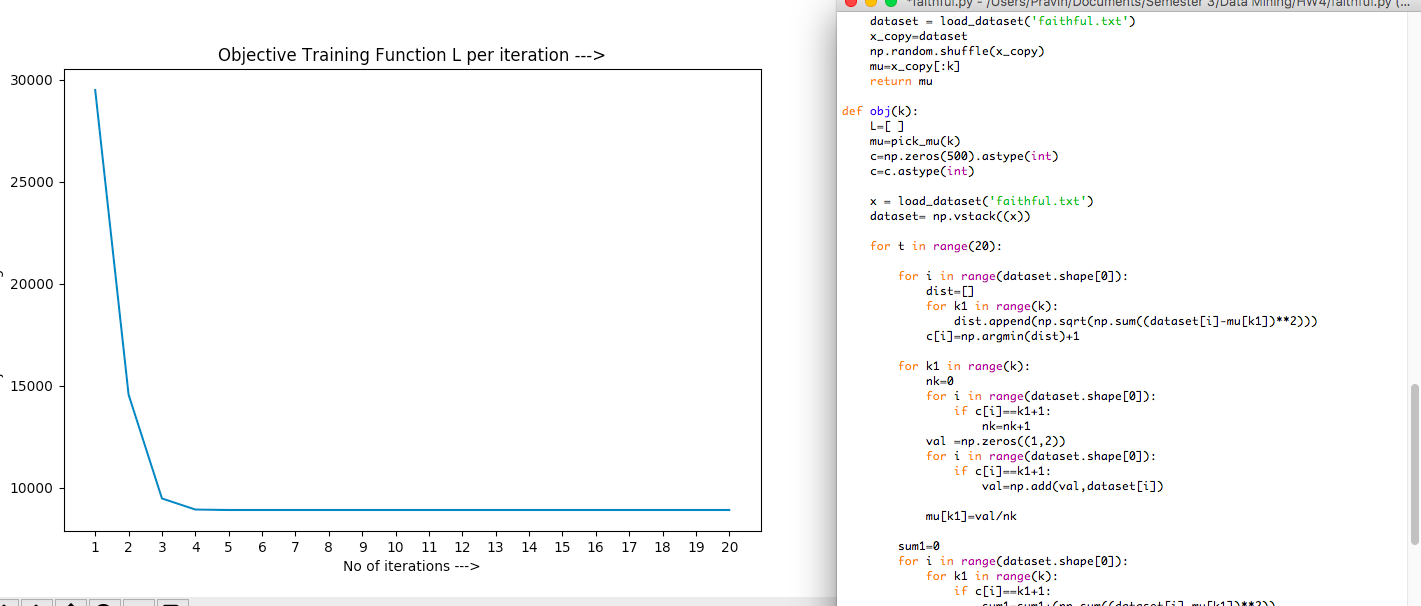 Objective Training Function L per iteration --->
30000
25000
20000
15000
10000
1 2 3 4 5 6 7 8 9 10 11 12 13 14 15 16 17 18 19 20
No of iterations --->
*faithful.py - /Users/Pravin/Documents/Semester 3/Data Mining/HW4/faithful.py (...
dataset = load_dataset('faithful.txt')
x_copy=dataset
np.random.shuffle(x_copy)
mu=x_copy[:k]
return mu
def obj(k):
L=[ ]
mu=pick_mu(k)
c=np.zeros(500).astype(int)
c=c.astype(int)
x = load_dataset('faithful.txt')
dataset= np.vstack((x))
for t in range(20):
for i in range(dataset.shape[0]):
dist=[]
for k1 in range(k):
dist.append(np.sqrt(np.sum((dataset[i]-mu[k1])**2)))
c[i]=np.argmin(dist)+1
for k1 in range(k):
nk=0
for i in range(dataset.shape[0]):
if c[i]==k1+1:
nk=nk+1
val =np.zeros((1,2))
for i in range(dataset.shape[0]):
if c[i]==k1+1:
val=np.add(val,dataset[i])
mu[k1]=val/nk
sum1=0
for i in range(dataset.shape[0]):
for k1 in range(k):
if c[i]==k1+1:
sum1=sum1+(np.sum((dataset[i]-mu[k1])**2))